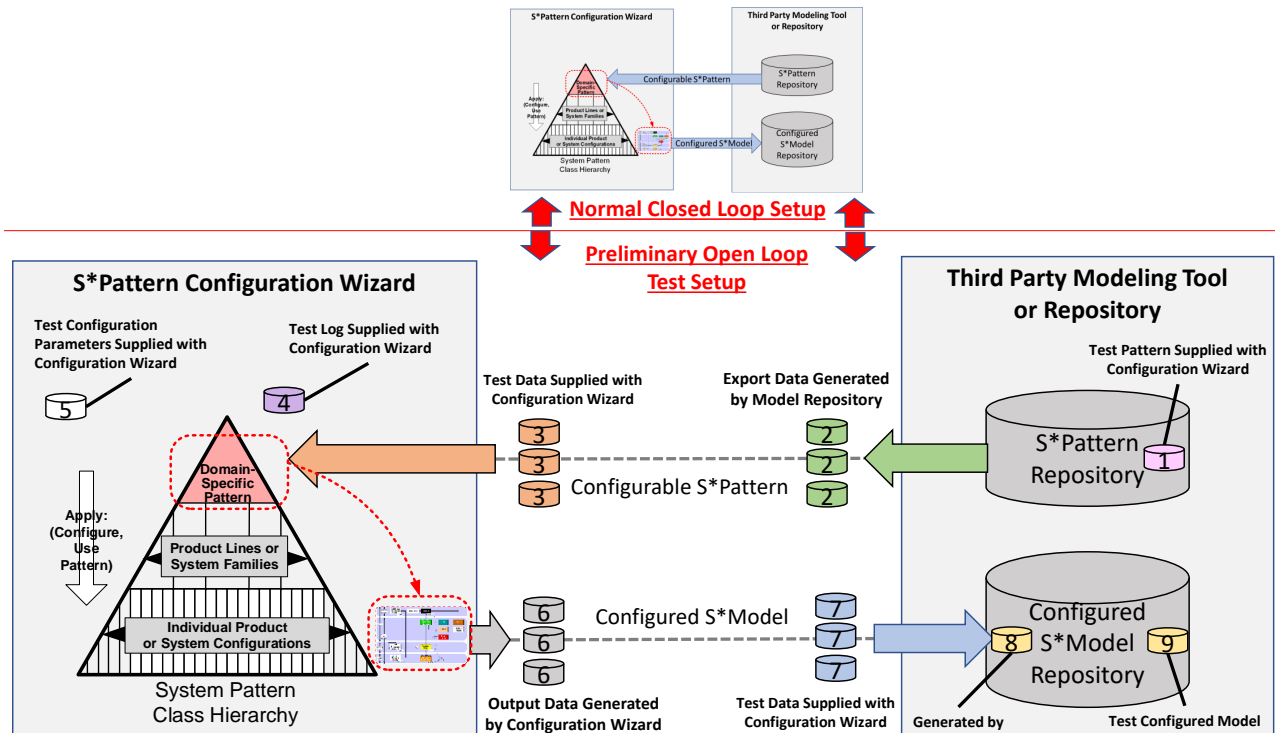 S*Pattern Configuration Wizard
Third Party Modeling Tool
or Repository
Domain-
Specific
Pattern
Apply:
(Configure,
Use
Pattern)
Product Lines or
System Families
Individual Product
or System Configurations
System Pattern
Class Hierarchy
Configurable S*Pattern
S*Pattern
Repository
Configured S*Model
Configured
S*Model
Repository
Normal Closed Loop Setup
Preliminary Open Loop
Test Setup
S*Pattern Configuration Wizard
Test Configuration
Parameters Supplied with
Configuration Wizard
5
Test Log Supplied with
Configuration Wizard
4
Domain-
Specific
Pattern
Apply:
(Configure,
Use
Pattern)
Product Lines or
System Families
Individual Product
or System Configurations
System Pattern
Class Hierarchy
Test Data Supplied with
Configuration Wizard
3
3
3
Export Data Generated
by Model Repository
2
2
2
Configurable S*Pattern
Third Party Modeling Tool
or Repository
Test Pattern Supplied with
Configuration Wizard
S*Pattern
Repository
1
6
6
6
Output Data Generated
by Configuration Wizard
Configured S*Model
7
7
7
Test Data Supplied with
Configuration Wizard
Configured
S*Model
Repository
8
9
Generated by
Test Configured Model